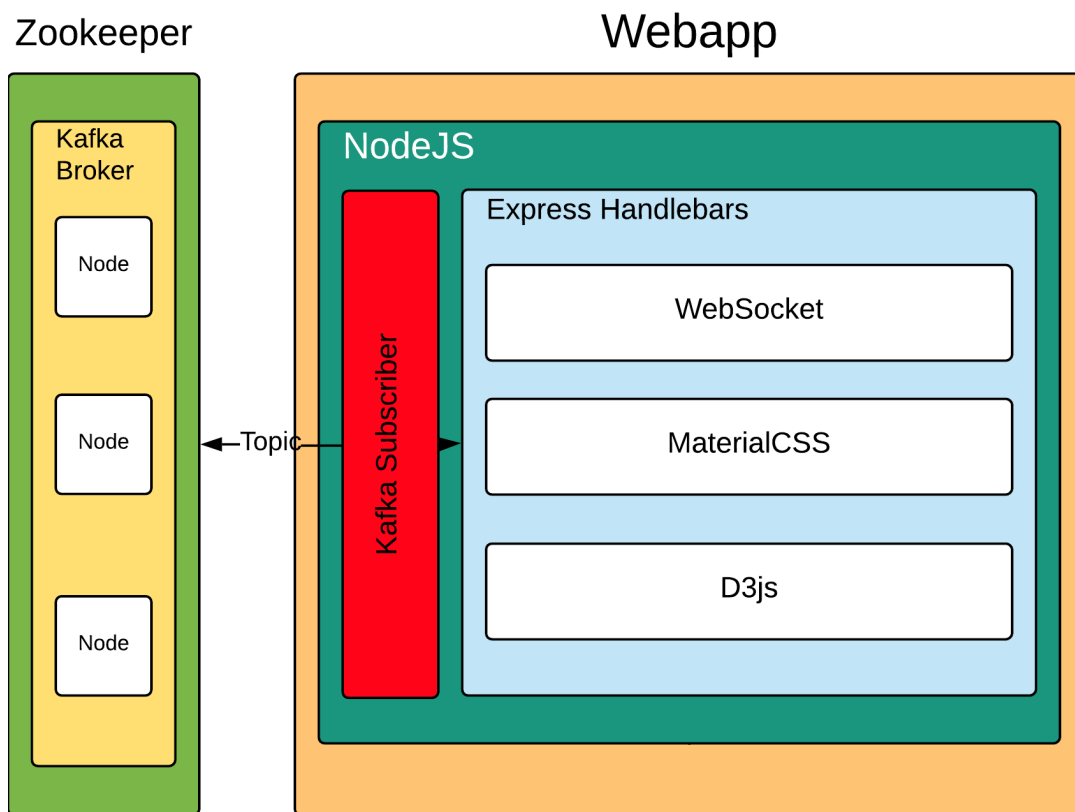 Zookeeper
Webapp
Kafka
Broker
Node
Node
Node
Topic
NodeJS
Kafka Subscriber
Express Handlebars
WebSocket
MaterialCSS
D3js